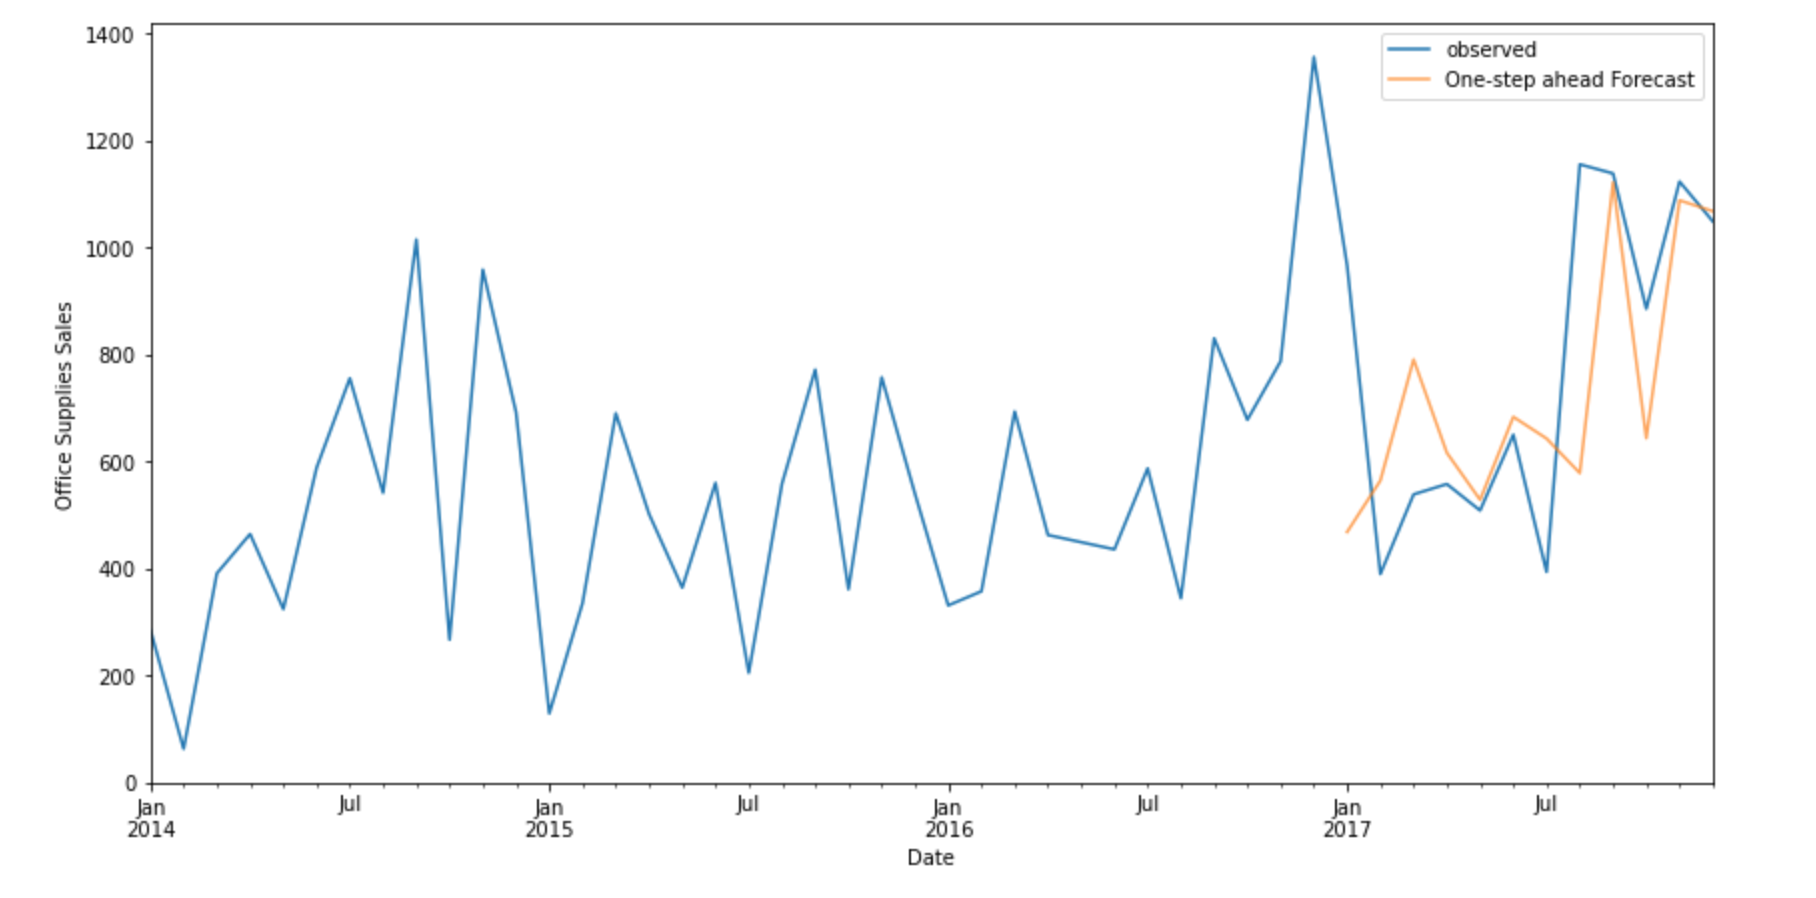 1400
1200
1000
800
600
400
200
0
Office Supplies Sales
observed
One-step ahead Forecast
Jan Jul Jan Jul Jan Jul Jan Jul
2014 2015 2016 2017
Date